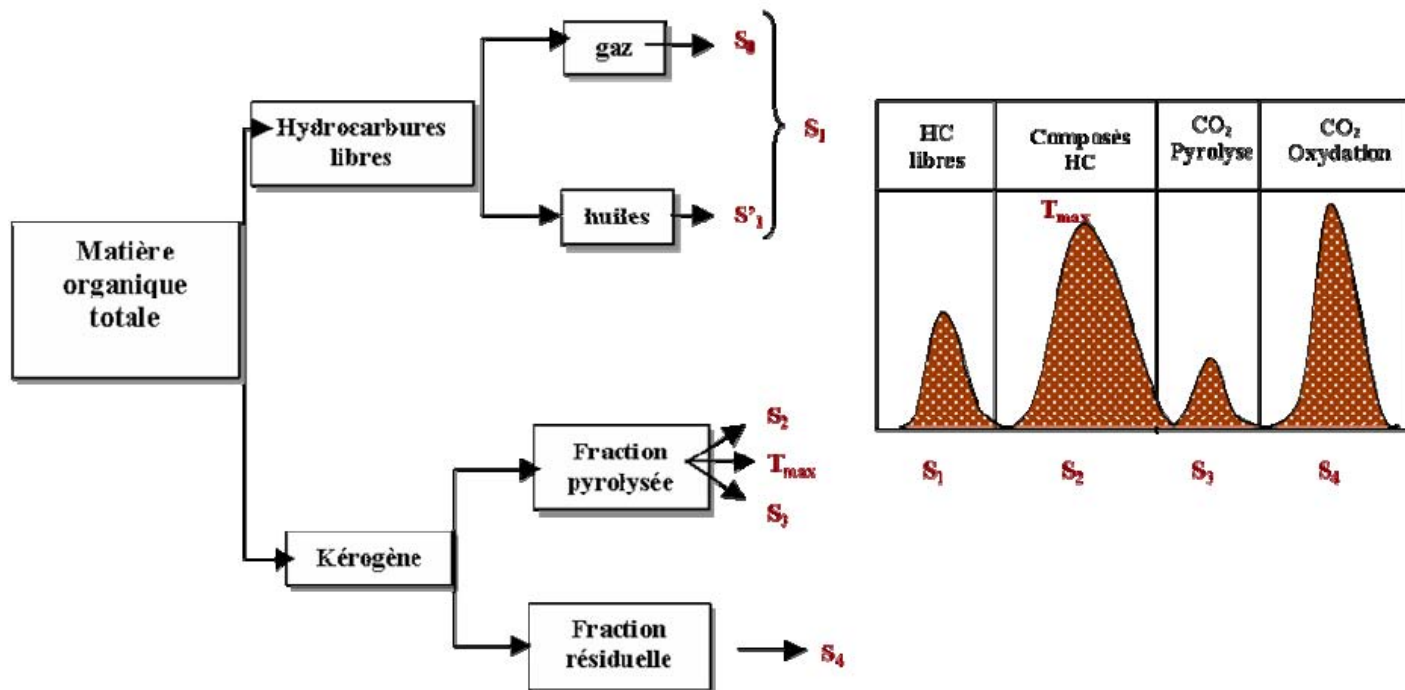 gaz
S₀
Hydrocarbures
libres
S₁
huiles
S'₁
Matière
organique
totale
Fraction
pyrolysée
S₂
Tmax
S₃
Kérogène
Fraction
résiduelle
S₄
HC
libres
Composés
HC
CO₂
Pyrolyse
CO₂
Oxydation
Tmax
S₁
S₂
S₃
S₄